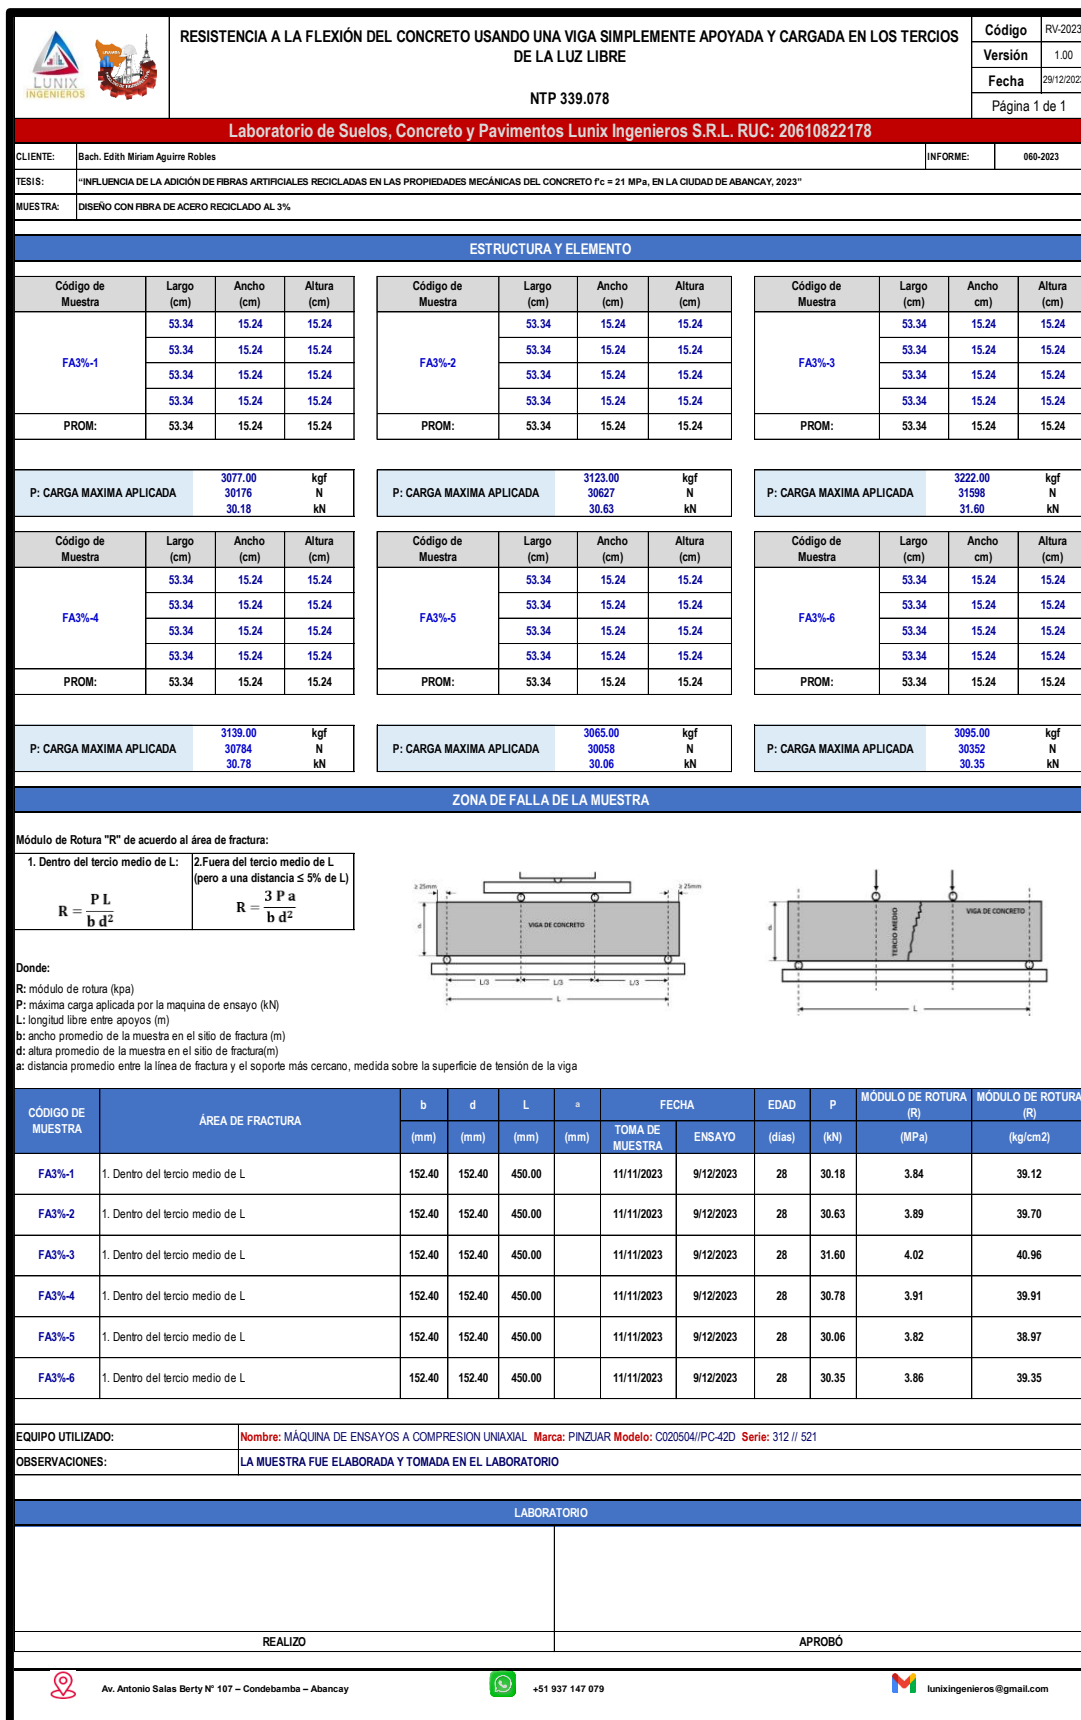 LUNIX
INGENIEROS
RESISTENCIA A LA FLEXIÓN DEL CONCRETO USANDO UNA VIGA SIMPLEMENTE APOYADA Y CARGADA EN LOS TERCIOS
DE LA LUZ LIBRE
NTP 339.078
Código RV-2023
Versión 1.00
Fecha 29/12/2023
Página 1 de 1
Laboratorio de Suelos, Concreto y Pavimentos Lunix Ingenieros S.R.L. RUC: 20610822178
CLIENTE: Bach. Edith Miriam Aguirre Robles INFORME: 060-2023
TESIS: "INFLUENCIA DE LA ADICIÓN DE FIBRAS ARTIFICIALES RECICLADAS EN LAS PROPIEDADES MECÁNICAS DEL CONCRETO f'c = 21 MPa, EN LA CIUDAD DE ABANCAY, 2023"
MUESTRA: DISEÑO CON FIBRA DE ACERO RECICLADO AL 3%
ESTRUCTURA Y ELEMENTO
Código de Largo Ancho Altura Código de Largo Ancho Altura Código de Largo Ancho Altura
Muestra (cm) (cm) (cm) Muestra (cm) (cm) (cm) Muestra (cm) cm) (cm)
53.34 15.24 15.24 53.34 15.24 15.24 53.34 15.24 15.24
53.34 15.24 15.24 53.34 15.24 15.24 53.34 15.24 15.24
FA3%-1 FA3%-2 FA3%-3
53.34 15.24 15.24 53.34 15.24 15.24 53.34 15.24 15.24
53.34 15.24 15.24 53.34 15.24 15.24 53.34 15.24 15.24
PROM: 53.34 15.24 15.24 PROM: 53.34 15.24 15.24 PROM: 53.34 15.24 15.24
3077.00 kgf 3123.00 kgf 3222.00 kgf
P: CARGA MAXIMA APLICADA 30176 N P: CARGA MAXIMA APLICADA 30627 N P: CARGA MAXIMA APLICADA 31598 N
30.18 kN 30.63 kN 31.60 kN
Código de Largo Ancho Altura Código de Largo Ancho Altura Código de Largo Ancho Altura
Muestra (cm) (cm) (cm) Muestra (cm) (cm) (cm) Muestra (cm) cm) (cm)
53.34 15.24 15.24 53.34 15.24 15.24 53.34 15.24 15.24
53.34 15.24 15.24 53.34 15.24 15.24 53.34 15.24 15.24
FA3%-4 FA3%-5 FA3%-6
53.34 15.24 15.24 53.34 15.24 15.24 53.34 15.24 15.24
53.34 15.24 15.24 53.34 15.24 15.24 53.34 15.24 15.24
PROM: 53.34 15.24 15.24 PROM: 53.34 15.24 15.24 PROM: 53.34 15.24 15.24
3139.00 kgf 3065.00 kgf 3095.00 kgf
P: CARGA MAXIMA APLICADA 30784 N P: CARGA MAXIMA APLICADA 30058 N P: CARGA MAXIMA APLICADA 30352 N
30.78 kN 30.06 kN 30.35 kN
ZONA DE FALLA DE LA MUESTRA
Módulo de Rotura "R" de acuerdo al área de fractura:
1. Dentro del tercio medio de L: 2.Fuera del tercio medio de L
(pero a una distancia ≤ 5% de L)
R = P L / b d² R = 3 P a / b d²
≥ 25mm ≥ 25mm
d VIGA DE CONCRETO
L/3 L/3 L/3
L
d TERCIO MEDIO VIGA DE CONCRETO
L
Donde:
R: módulo de rotura (kpa)
P: máxima carga aplicada por la maquina de ensayo (kN)
L: longitud libre entre apoyos (m)
b: ancho promedio de la muestra en el sitio de fractura (m)
d: altura promedio de la muestra en el sitio de fractura(m)
a: distancia promedio entre la línea de fractura y el soporte más cercano, medida sobre la superficie de tensión de la viga
CÓDIGO DE MUESTRA ÁREA DE FRACTURA b d L a FECHA EDAD P MÓDULO DE ROTURA (R) MÓDULO DE ROTURA (R)
(mm) (mm) (mm) (mm) TOMA DE MUESTRA ENSAYO (días) (kN) (MPa) (kg/cm2)
FA3%-1 1. Dentro del tercio medio de L 152.40 152.40 450.00 11/11/2023 9/12/2023 28 30.18 3.84 39.12
FA3%-2 1. Dentro del tercio medio de L 152.40 152.40 450.00 11/11/2023 9/12/2023 28 30.63 3.89 39.70
FA3%-3 1. Dentro del tercio medio de L 152.40 152.40 450.00 11/11/2023 9/12/2023 28 31.60 4.02 40.96
FA3%-4 1. Dentro del tercio medio de L 152.40 152.40 450.00 11/11/2023 9/12/2023 28 30.78 3.91 39.91
FA3%-5 1. Dentro del tercio medio de L 152.40 152.40 450.00 11/11/2023 9/12/2023 28 30.06 3.82 38.97
FA3%-6 1. Dentro del tercio medio de L 152.40 152.40 450.00 11/11/2023 9/12/2023 28 30.35 3.86 39.35
EQUIPO UTILIZADO: Nombre: MÁQUINA DE ENSAYOS A COMPRESION UNIAXIAL Marca: PINZUAR Modelo: C020504//PC-42D Serie: 312 // 521
OBSERVACIONES: LA MUESTRA FUE ELABORADA Y TOMADA EN EL LABORATORIO
LABORATORIO
REALIZO APROBÓ
Av. Antonio Salas Berty N° 107 – Condebamba – Abancay +51 937 147 079 lunixingenieros@gmail.com